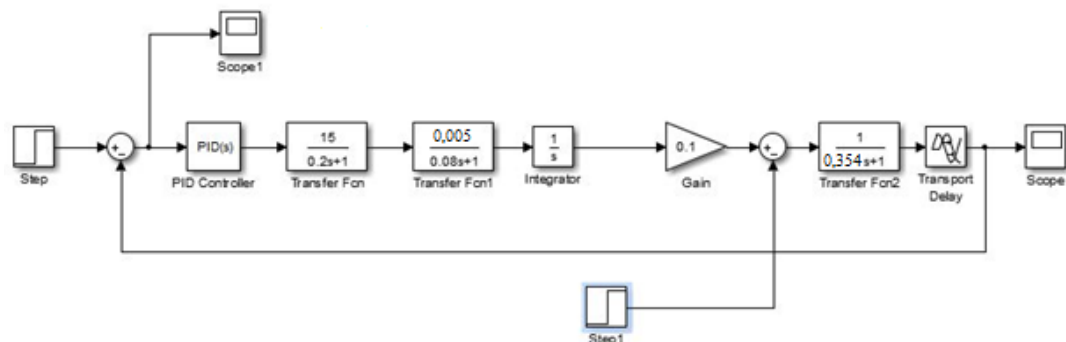 Scope1
Step
+
−
PID(s)
PID Controller
15
0.2s+1
Transfer Fcn
0,005
0.08s+1
Transfer Fcn1
1
s
Integrator
0.1
Gain
+
−
1
0,354s+1
Transfer Fcn2
Transport
Delay
Scope
Step1